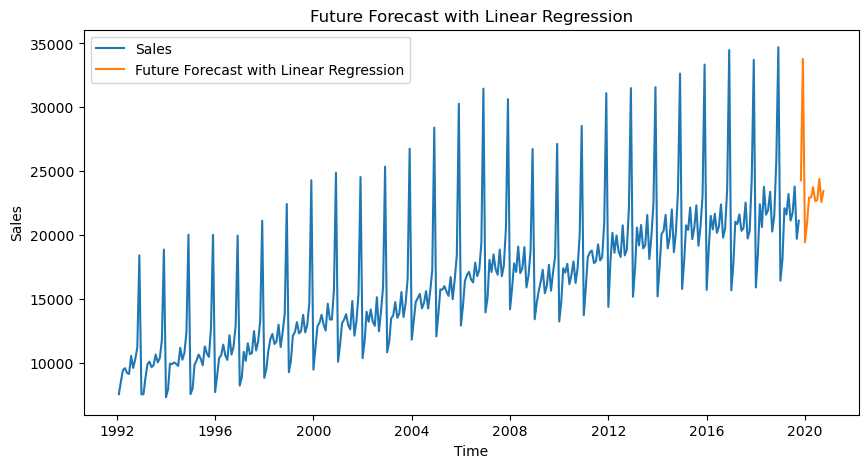 Future Forecast with Linear Regression
Sales
Future Forecast with Linear Regression
35000
30000
25000
20000
15000
10000
Sales
1992
1996
2000
2004
2008
2012
2016
2020
Time